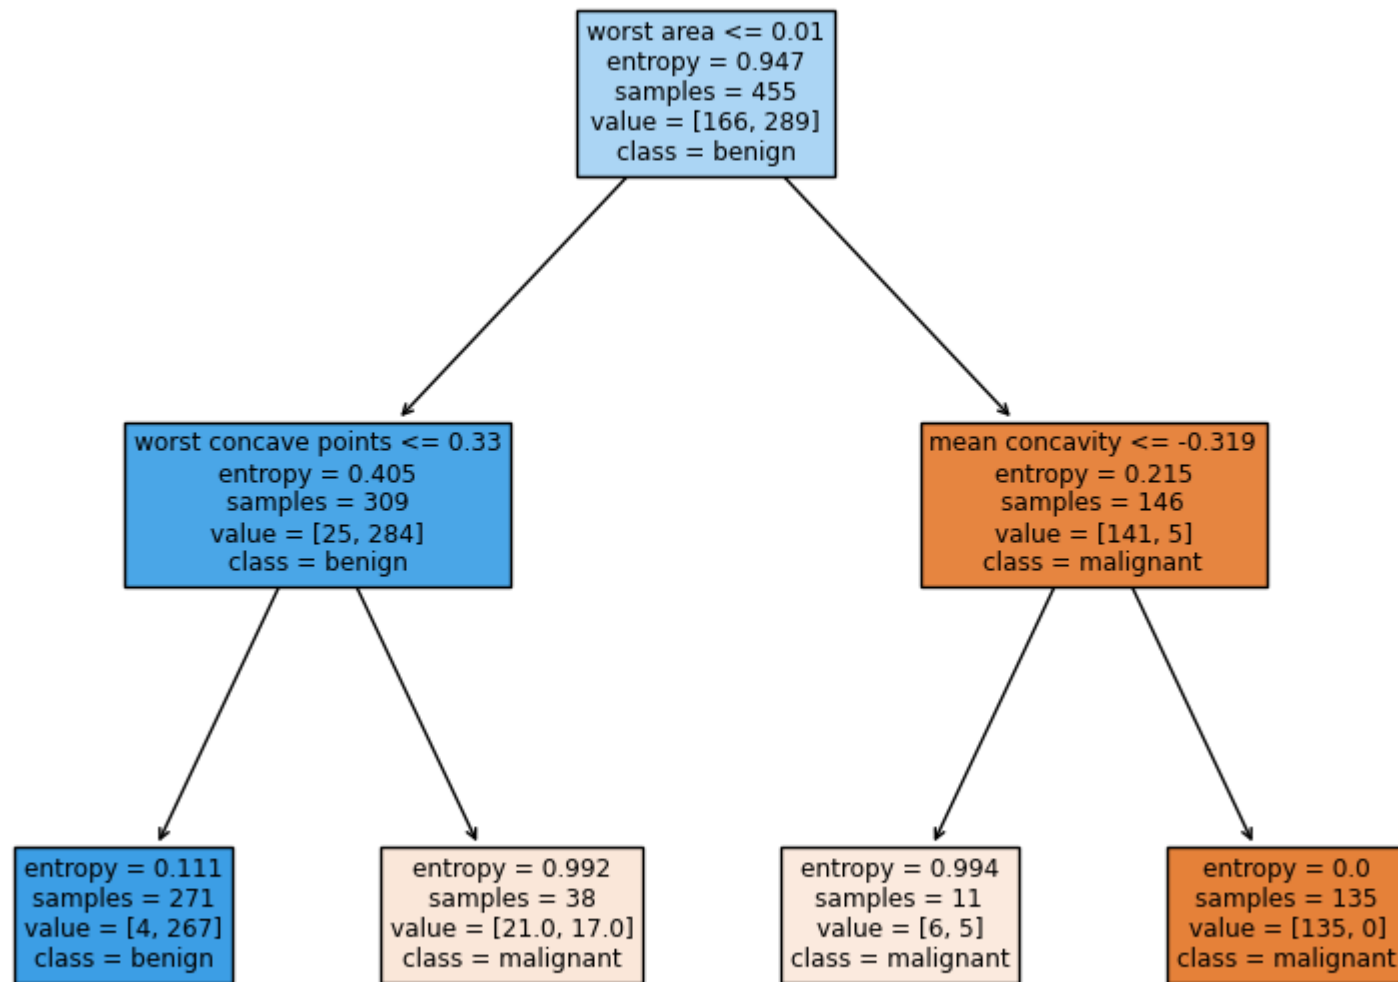 worst area <= 0.01
entropy = 0.947
samples = 455
value = [166, 289]
class = benign
worst concave points <= 0.33
entropy = 0.405
samples = 309
value = [25, 284]
class = benign
mean concavity <= -0.319
entropy = 0.215
samples = 146
value = [141, 5]
class = malignant
entropy = 0.111
samples = 271
value = [4, 267]
class = benign
entropy = 0.992
samples = 38
value = [21.0, 17.0]
class = malignant
entropy = 0.994
samples = 11
value = [6, 5]
class = malignant
entropy = 0.0
samples = 135
value = [135, 0]
class = malignant